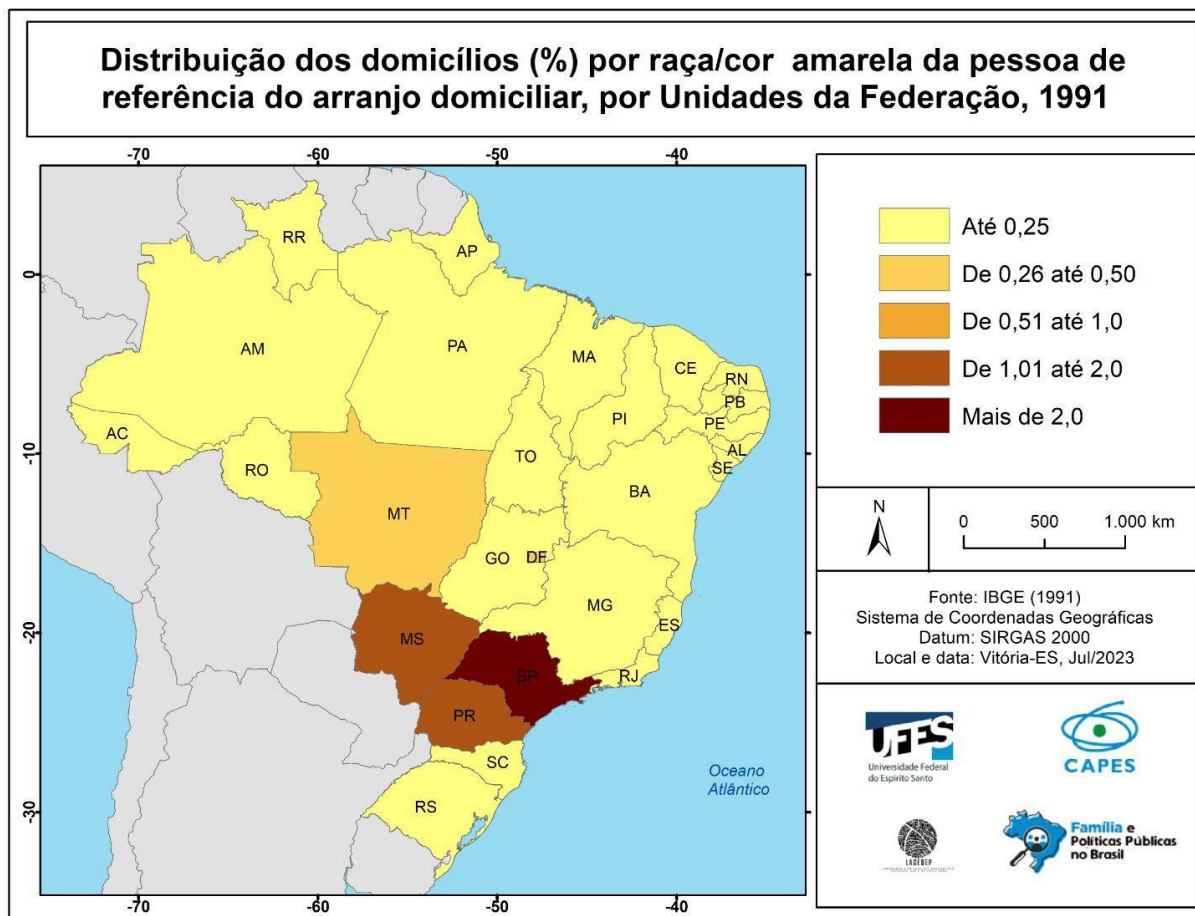 Distribuição dos domicílios (%) por raça/cor amarela da pessoa de
referência do arranjo domiciliar, por Unidades da Federação, 1991
-70 -60 -50 -40
0
-10
-20
-30
RR
AP
AM
PA
MA
CE
RN
PB
PE
PI
AL
SE
AC
RO
TO
BA
MT
GO
DF
MG
ES
MS
SP
RJ
PR
SC
RS
Oceano
Atlântico
-70 -60 -50 -40
Até 0,25
De 0,26 até 0,50
De 0,51 até 1,0
De 1,01 até 2,0
Mais de 2,0
N
0 500 1.000 km
Fonte: IBGE (1991)
Sistema de Coordenadas Geográficas
Datum: SIRGAS 2000
Local e data: Vitória-ES, Jul/2023
UFES
Universidade Federal
do Espírito Santo
CAPES
LAGEDEP
Família e
Políticas Públicas
no Brasil